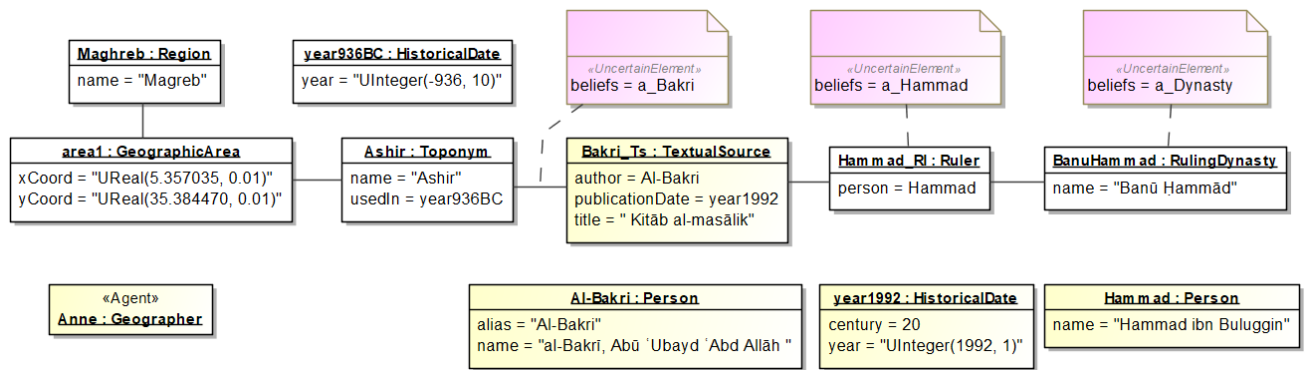 Maghreb : Region
name = "Magreb"
year936BC : HistoricalDate
year = "UInteger(-936, 10)"
«UncertainElement»
beliefs = a_Bakri
«UncertainElement»
beliefs = a_Hammad
«UncertainElement»
beliefs = a_Dynasty
area1 : GeographicArea
xCoord = "UReal(5.357035, 0.01)"
yCoord = "UReal(35.384470, 0.01)"
Ashir : Toponym
name = "Ashir"
usedIn = year936BC
Bakri_Ts : TextualSource
author = Al-Bakri
publicationDate = year1992
title = " Kitāb al-masālik"
Hammad_Rl : Ruler
person = Hammad
BanuHammad : RulingDynasty
name = "Banū Ḥammād"
«Agent»
Anne : Geographer
Al-Bakri : Person
alias = "Al-Bakri"
name = "al-Bakrī, Abū ʿUbayd ʿAbd Allāh "
year1992 : HistoricalDate
century = 20
year = "UInteger(1992, 1)"
Hammad : Person
name = "Hammad ibn Buluggin"